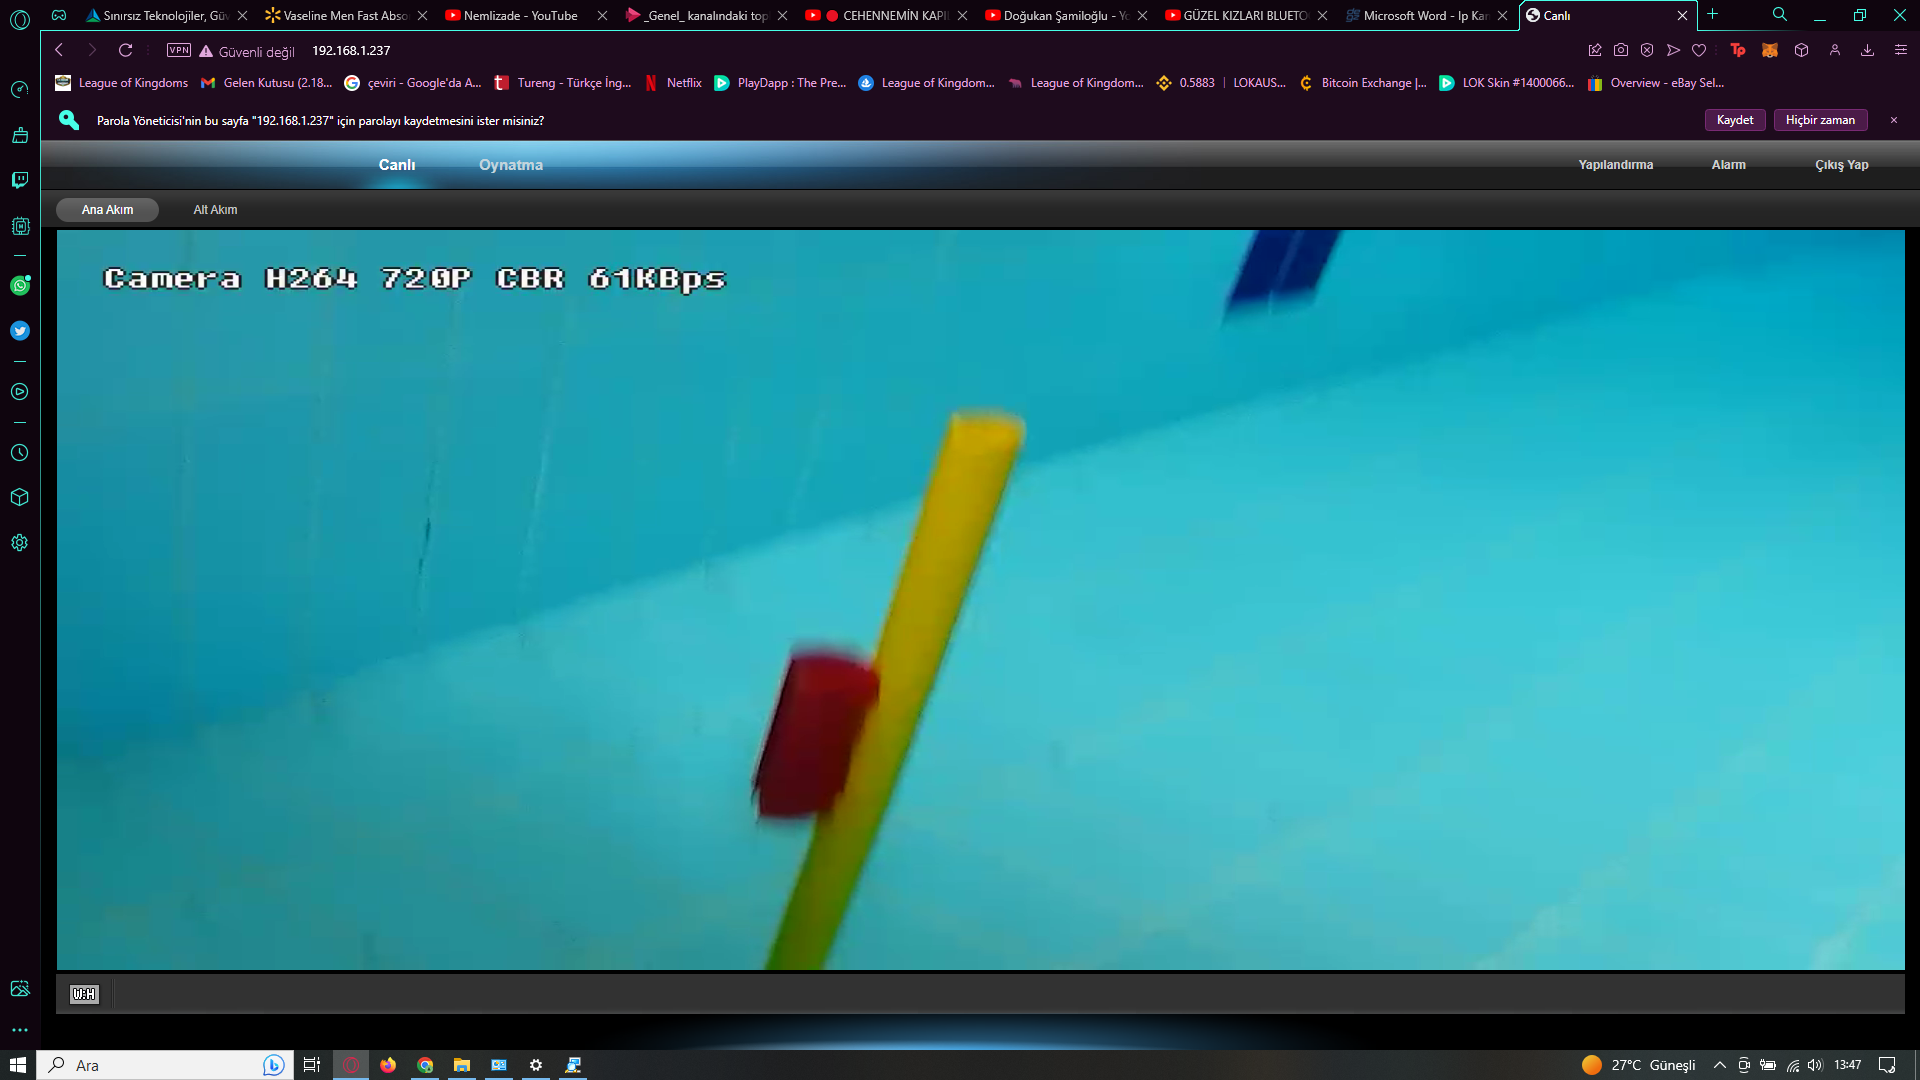 Sınırsız Teknolojiler, Güv
Vaseline Men Fast Abso
Nemlizade - YouTube
_Genel_ kanalındaki top
CEHENNEMİN KAPI
Doğukan Şamiloğlu - Yo
GÜZEL KIZLARI BLUETO
Microsoft Word - Ip Kam
Canlı
VPN
Güvenli değil
192.168.1.237
Tp
League of Kingdoms
Gelen Kutusu (2.18...
çeviri - Google'da A...
Tureng - Türkçe İng...
Netflix
PlayDapp : The Pre...
League of Kingdom...
League of Kingdom...
0.5883 | LOKAUS...
Bitcoin Exchange |...
LOK Skin #1400066...
Overview - eBay Sel...
Parola Yöneticisi'nin bu sayfa "192.168.1.237" için parolayı kaydetmesini ister misiniz?
Kaydet
Hiçbir zaman
Canlı
Oynatma
Yapılandırma
Alarm
Çıkış Yap
Ana Akım
Alt Akım
Camera H264 720P CBR 61KBps
W:H
Ara
27°C Güneşli
13:47